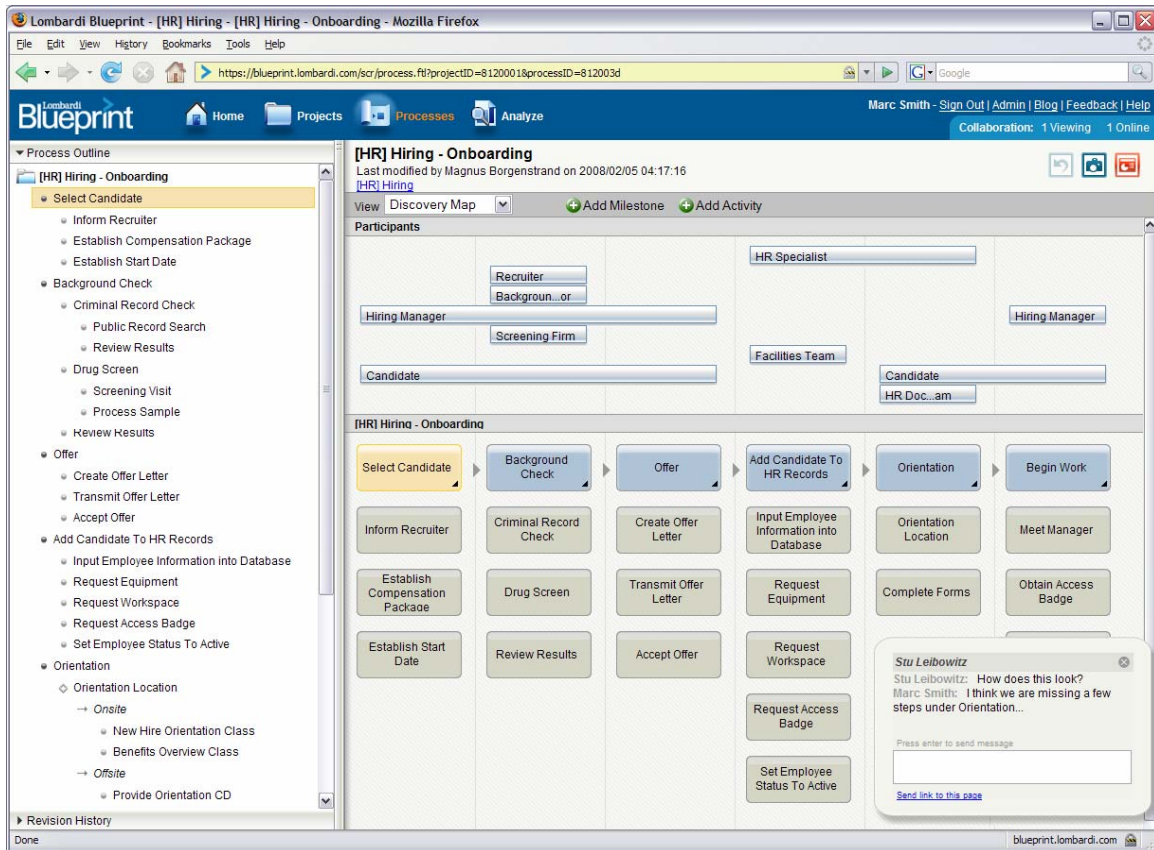 Lombardi Blueprint - [HR] Hiring - [HR] Hiring - Onboarding - Mozilla Firefox
File Edit View History Bookmarks Tools Help
https://blueprint.lombardi.com/scr/process.ftl?projectID=8120001&processID=812003d
G Google
Lombardi
Blueprint
Home Projects Processes Analyze
Marc Smith - Sign Out | Admin | Blog | Feedback | Help
Collaboration: 1 Viewing 1 Online
Process Outline
[HR] Hiring - Onboarding
Select Candidate
Inform Recruiter
Establish Compensation Package
Establish Start Date
Background Check
Criminal Record Check
Public Record Search
Review Results
Drug Screen
Screening Visit
Process Sample
Review Results
Offer
Create Offer Letter
Transmit Offer Letter
Accept Offer
Add Candidate To HR Records
Input Employee Information into Database
Request Equipment
Request Workspace
Request Access Badge
Set Employee Status To Active
Orientation
Orientation Location
→ Onsite
New Hire Orientation Class
Benefits Overview Class
→ Offsite
Provide Orientation CD
Revision History
[HR] Hiring - Onboarding
Last modified by Magnus Borgenstrand on 2008/02/05 04:17:16
[HR] Hiring
View Discovery Map Add Milestone Add Activity
Participants
HR Specialist
Recruiter
Backgroun...or
Hiring Manager
Hiring Manager
Screening Firm
Facilities Team
Candidate
Candidate
HR Doc...am
[HR] Hiring - Onboarding
Select Candidate
Background
Check
Offer
Add Candidate To
HR Records
Orientation
Begin Work
Inform Recruiter
Criminal Record
Check
Create Offer
Letter
Input Employee
Information into
Database
Orientation
Location
Meet Manager
Establish
Compensation
Package
Drug Screen
Transmit Offer
Letter
Request
Equipment
Complete Forms
Obtain Access
Badge
Establish Start
Date
Review Results
Accept Offer
Request
Workspace
Request Access
Badge
Set Employee
Status To Active
Stu Leibowitz
Stu Leibowitz: How does this look?
Marc Smith: I think we are missing a few
steps under Orientation...
Press enter to send message
Send link to this page
Done
blueprint.lombardi.com